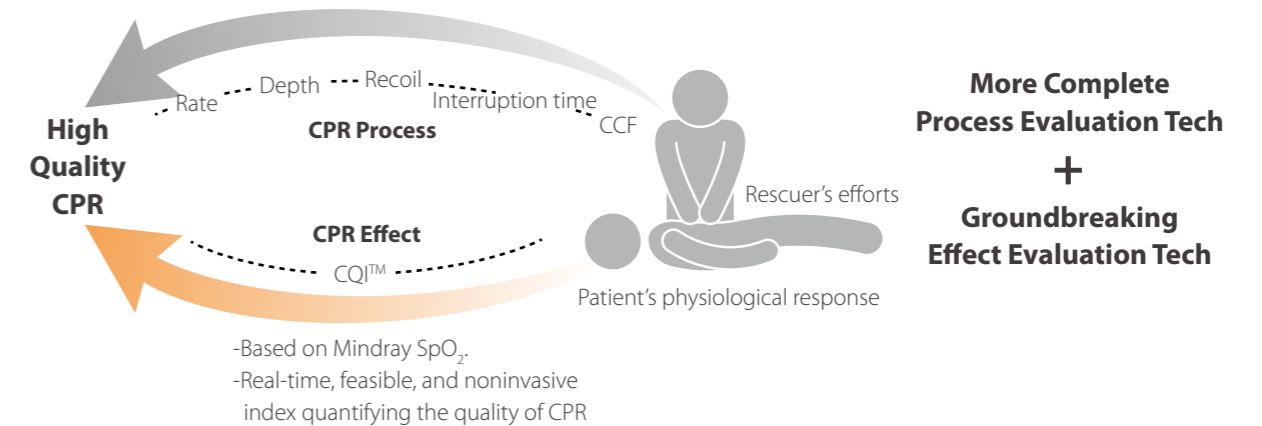 Rate
Depth
Recoil
Interruption time
CCF
CPR Process
High
Quality
CPR
CPR Effect
CQI™
Rescuer's efforts
Patient's physiological response
-Based on Mindray SpO₂.
-Real-time, feasible, and noninvasive
index quantifying the quality of CPR
More Complete
Process Evaluation Tech
+
Groundbreaking
Effect Evaluation Tech